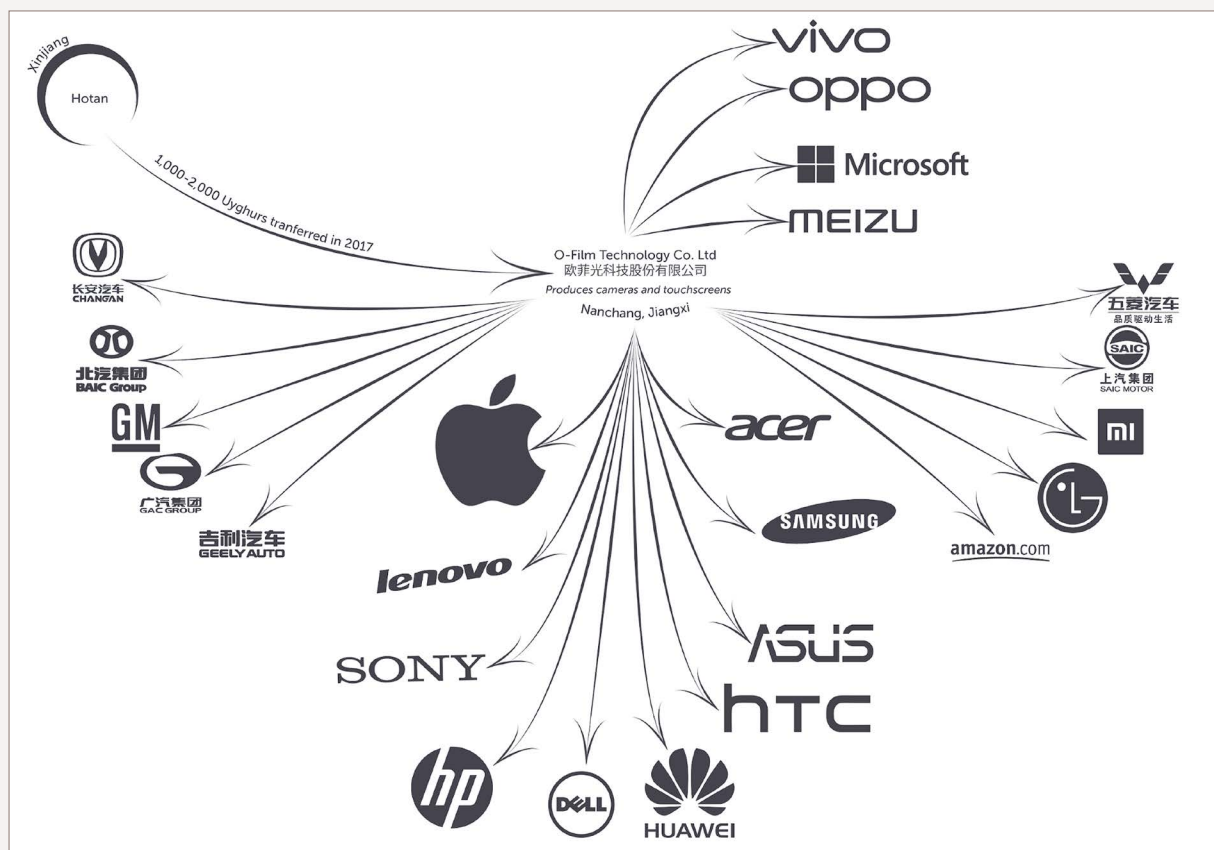 Xinjiang
Hotan
1,000-2,000 Uyghurs tranferred in 2017
vivo
oppo
Microsoft
MEIZU
O-Film Technology Co. Ltd
欧菲光科技股份有限公司
Produces cameras and touchscreens
Nanchang, Jiangxi
长安汽车
CHANGAN
北汽集团
BAIC Group
GM
广汽集团
GAC GROUP
吉利汽车
GEELY AUTO
五菱汽车
品质驱动生活
SAIC
上汽集团
SAIC MOTOR
mi
LG
amazon.com
acer
SAMSUNG
lenovo
SONY
ASUS
hTC
hp
DELL
HUAWEI